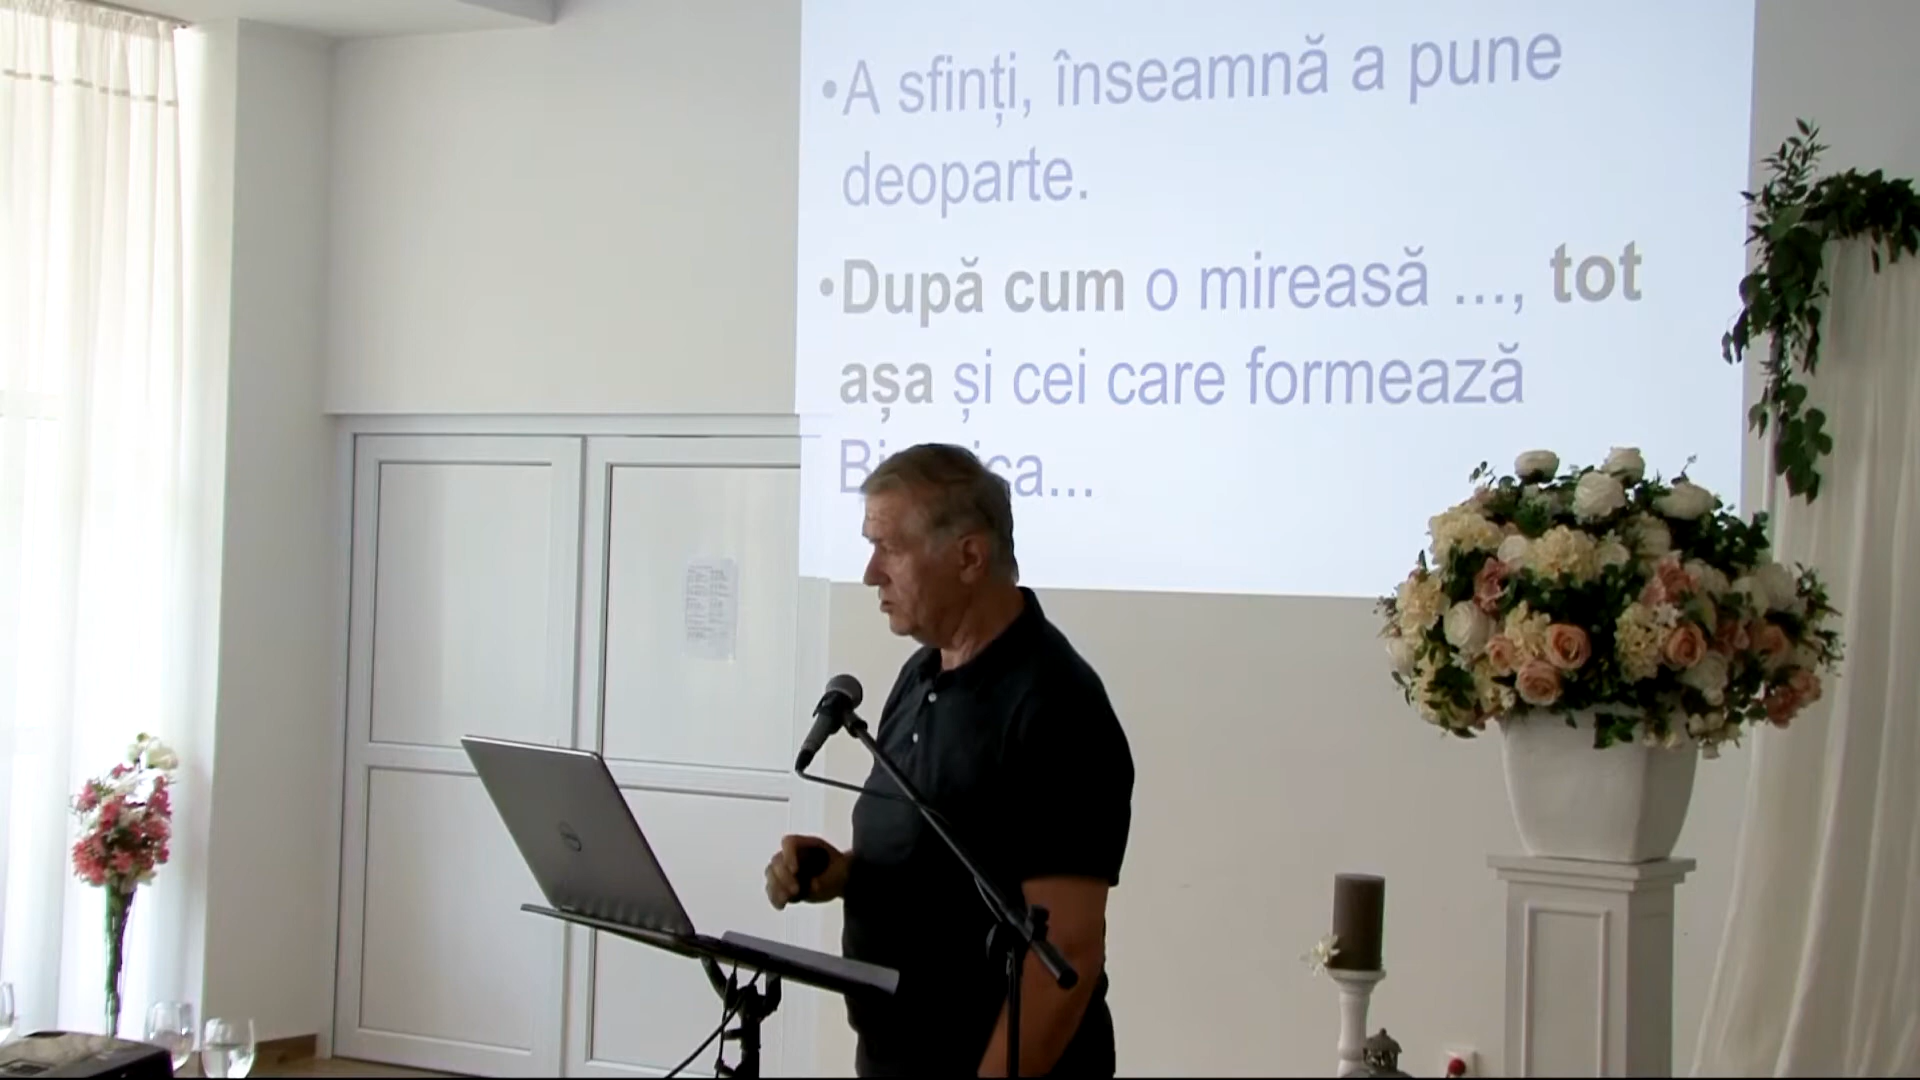 •A sfinți, înseamnă a pune
deoparte.
•După cum o mireasă ..., tot
așa și cei care formează